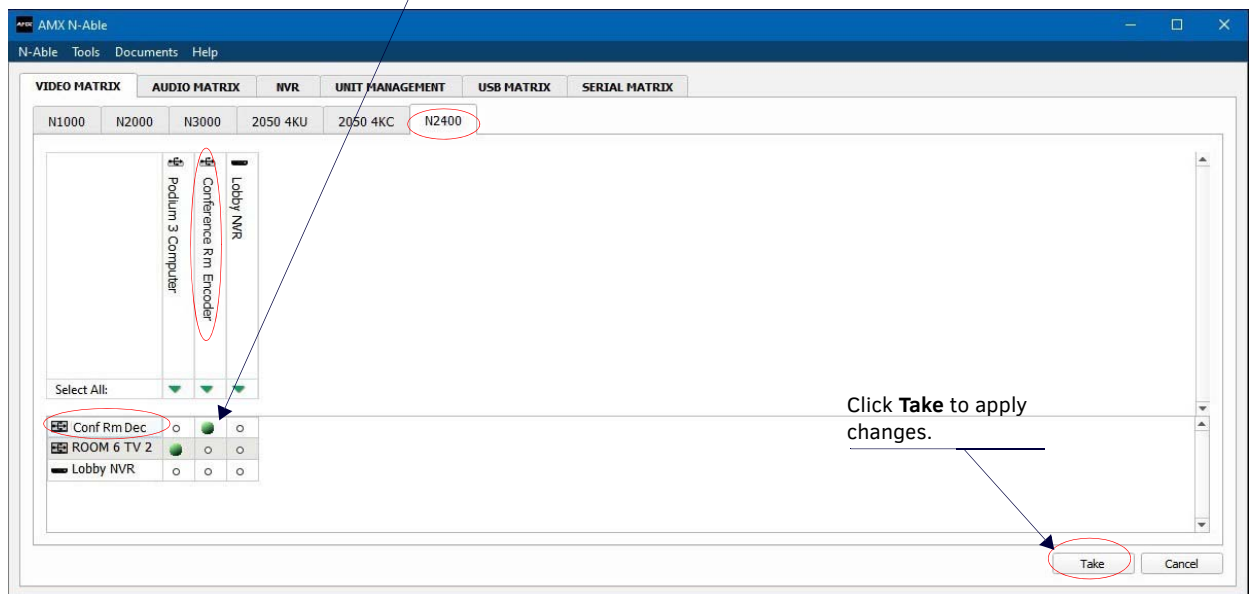 AMX AMX N-Able
N-Able Tools Documents Help
VIDEO MATRIX AUDIO MATRIX NVR UNIT MANAGEMENT USB MATRIX SERIAL MATRIX
N1000 N2000 N3000 2050 4KU 2050 4KC N2400
Podium 3 Computer
Conference Rm Encoder
Lobby NVR
Select All:
Conf Rm Dec
ROOM 6 TV 2
Lobby NVR
Click Take to apply
changes.
Take Cancel